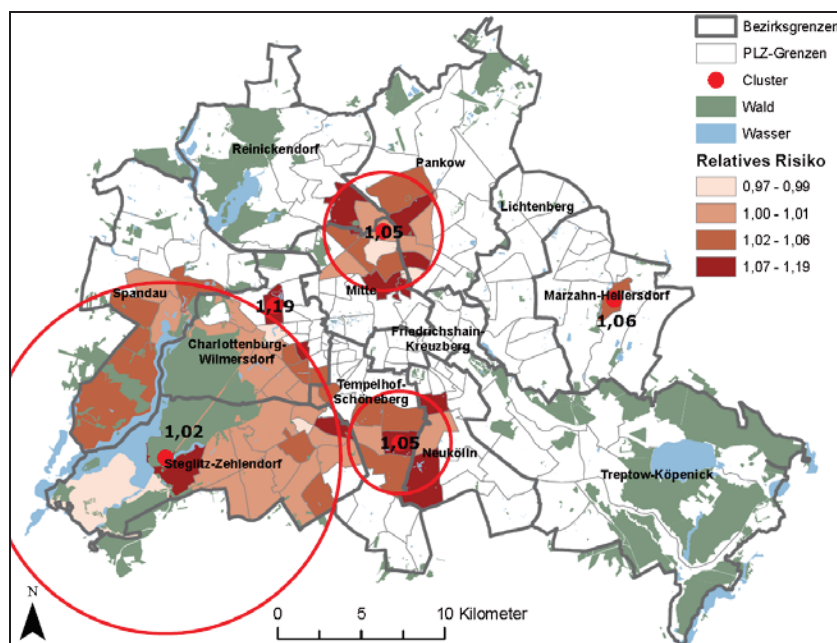 Bezirksgrenzen
PLZ-Grenzen
Cluster
Wald
Wasser
Relatives Risiko
0,97 - 0,99
1,00 - 1,01
1,02 - 1,06
1,07 - 1,19
Reinickendorf
Pankow
Lichtenberg
1,05
Mitte
Spandau
1,19
Marzahn-Hellersdorf
1,06
Charlottenburg-
Wilmersdorf
Friedrichshain-
Kreuzberg
Tempelhof-
Schöneberg
1,02
Steglitz-Zehlendorf
1,05
Neukölln
Treptow-Köpenick
N
0 5 10 Kilometer